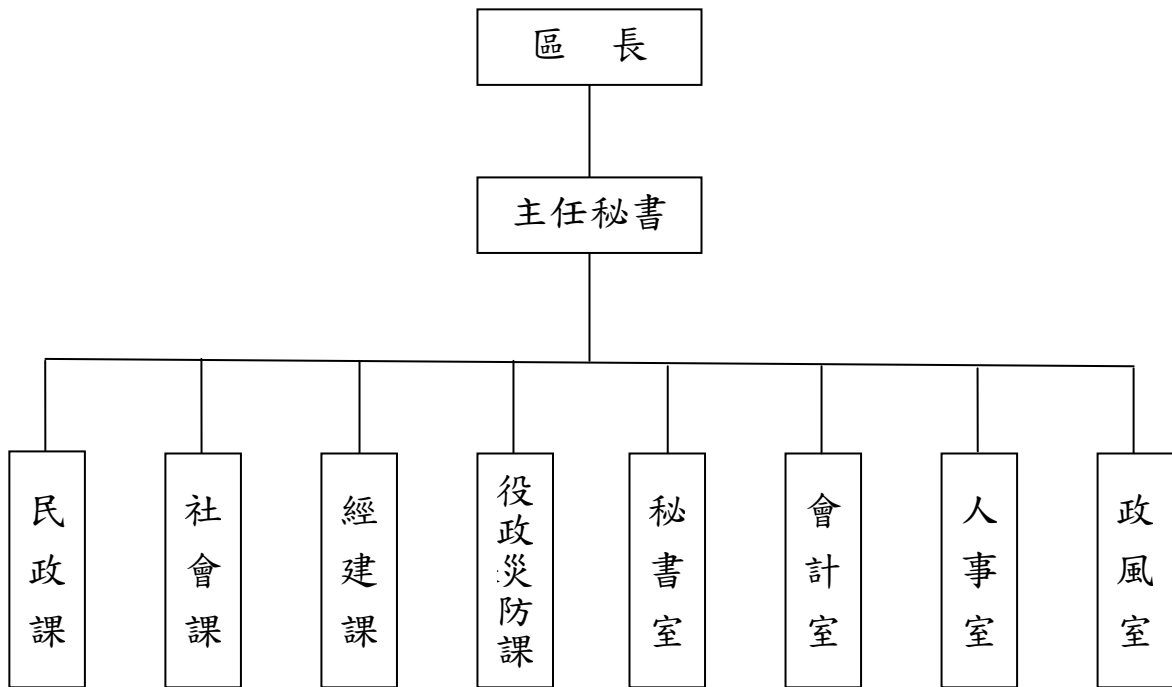 區 長
主任秘書
民政課
社會課
經建課
役政災防課
秘書室
會計室
人事室
政風室